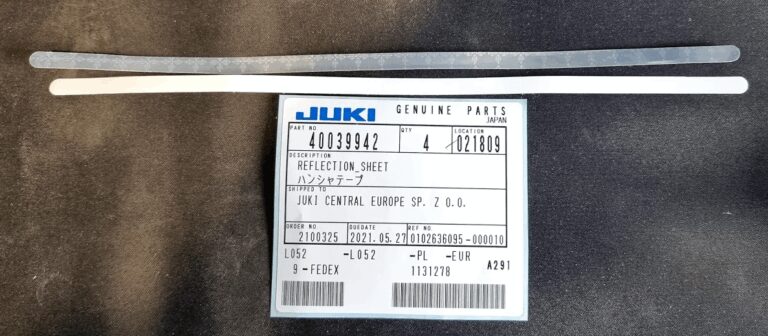 JUKI GENUINE PARTS
JAPAN
PART NO QTY LOCATION
40039942 4 021809
DESCRIPTION
REFLECTION_SHEET
ハンシャテープ
SHIPPED TO
JUKI CENTRAL EUROPE SP. Z O.O.
ORDER NO DUEDATE REF NO
2100325 2021.05.27 0102636095-000010
L052 -L052 -PL -EUR
9 -FEDEX 1131278 A291